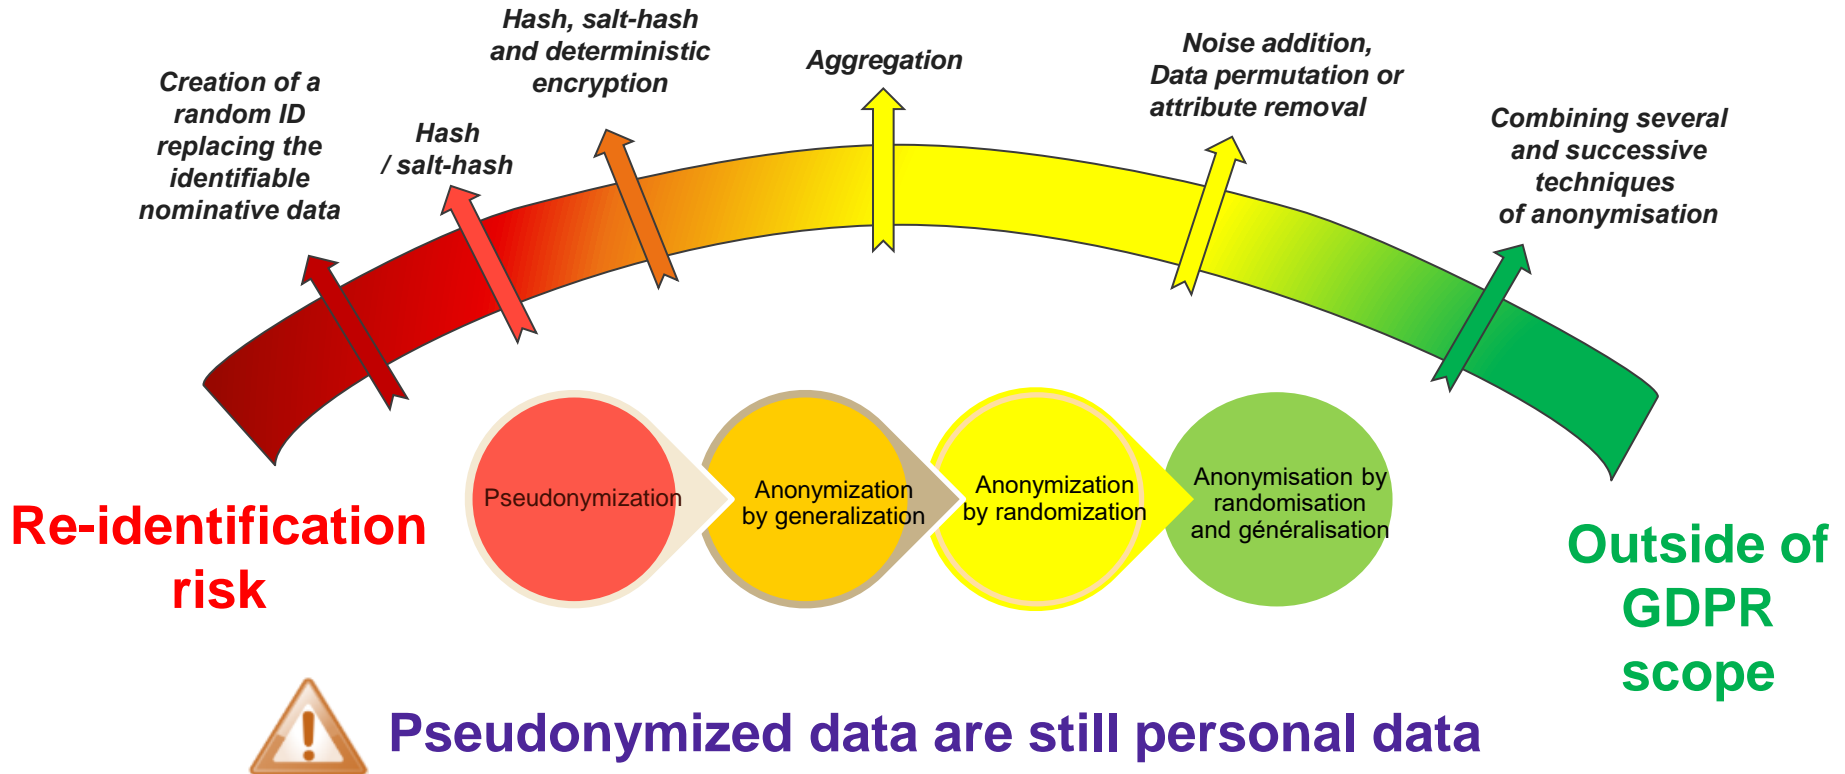 Creation of a
random ID
replacing the
identifiable
nominative data
Hash
/ salt-hash
Hash, salt-hash
and deterministic
encryption
Aggregation
Noise addition,
Data permutation or
attribute removal
Combining several
and successive
techniques
of anonymisation
Re-identification
risk
Pseudonymization
Anonymization
by generalization
Anonymization
by randomization
Anonymisation by
randomisation
and généralisation
Outside of
GDPR
scope
Pseudonymized data are still personal data